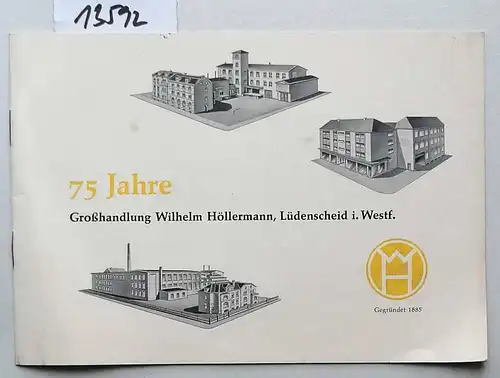 13592
75 Jahre
Großhandlung Wilhelm Höllermann, Lüdenscheid i. Westf.
Gegründet 1885